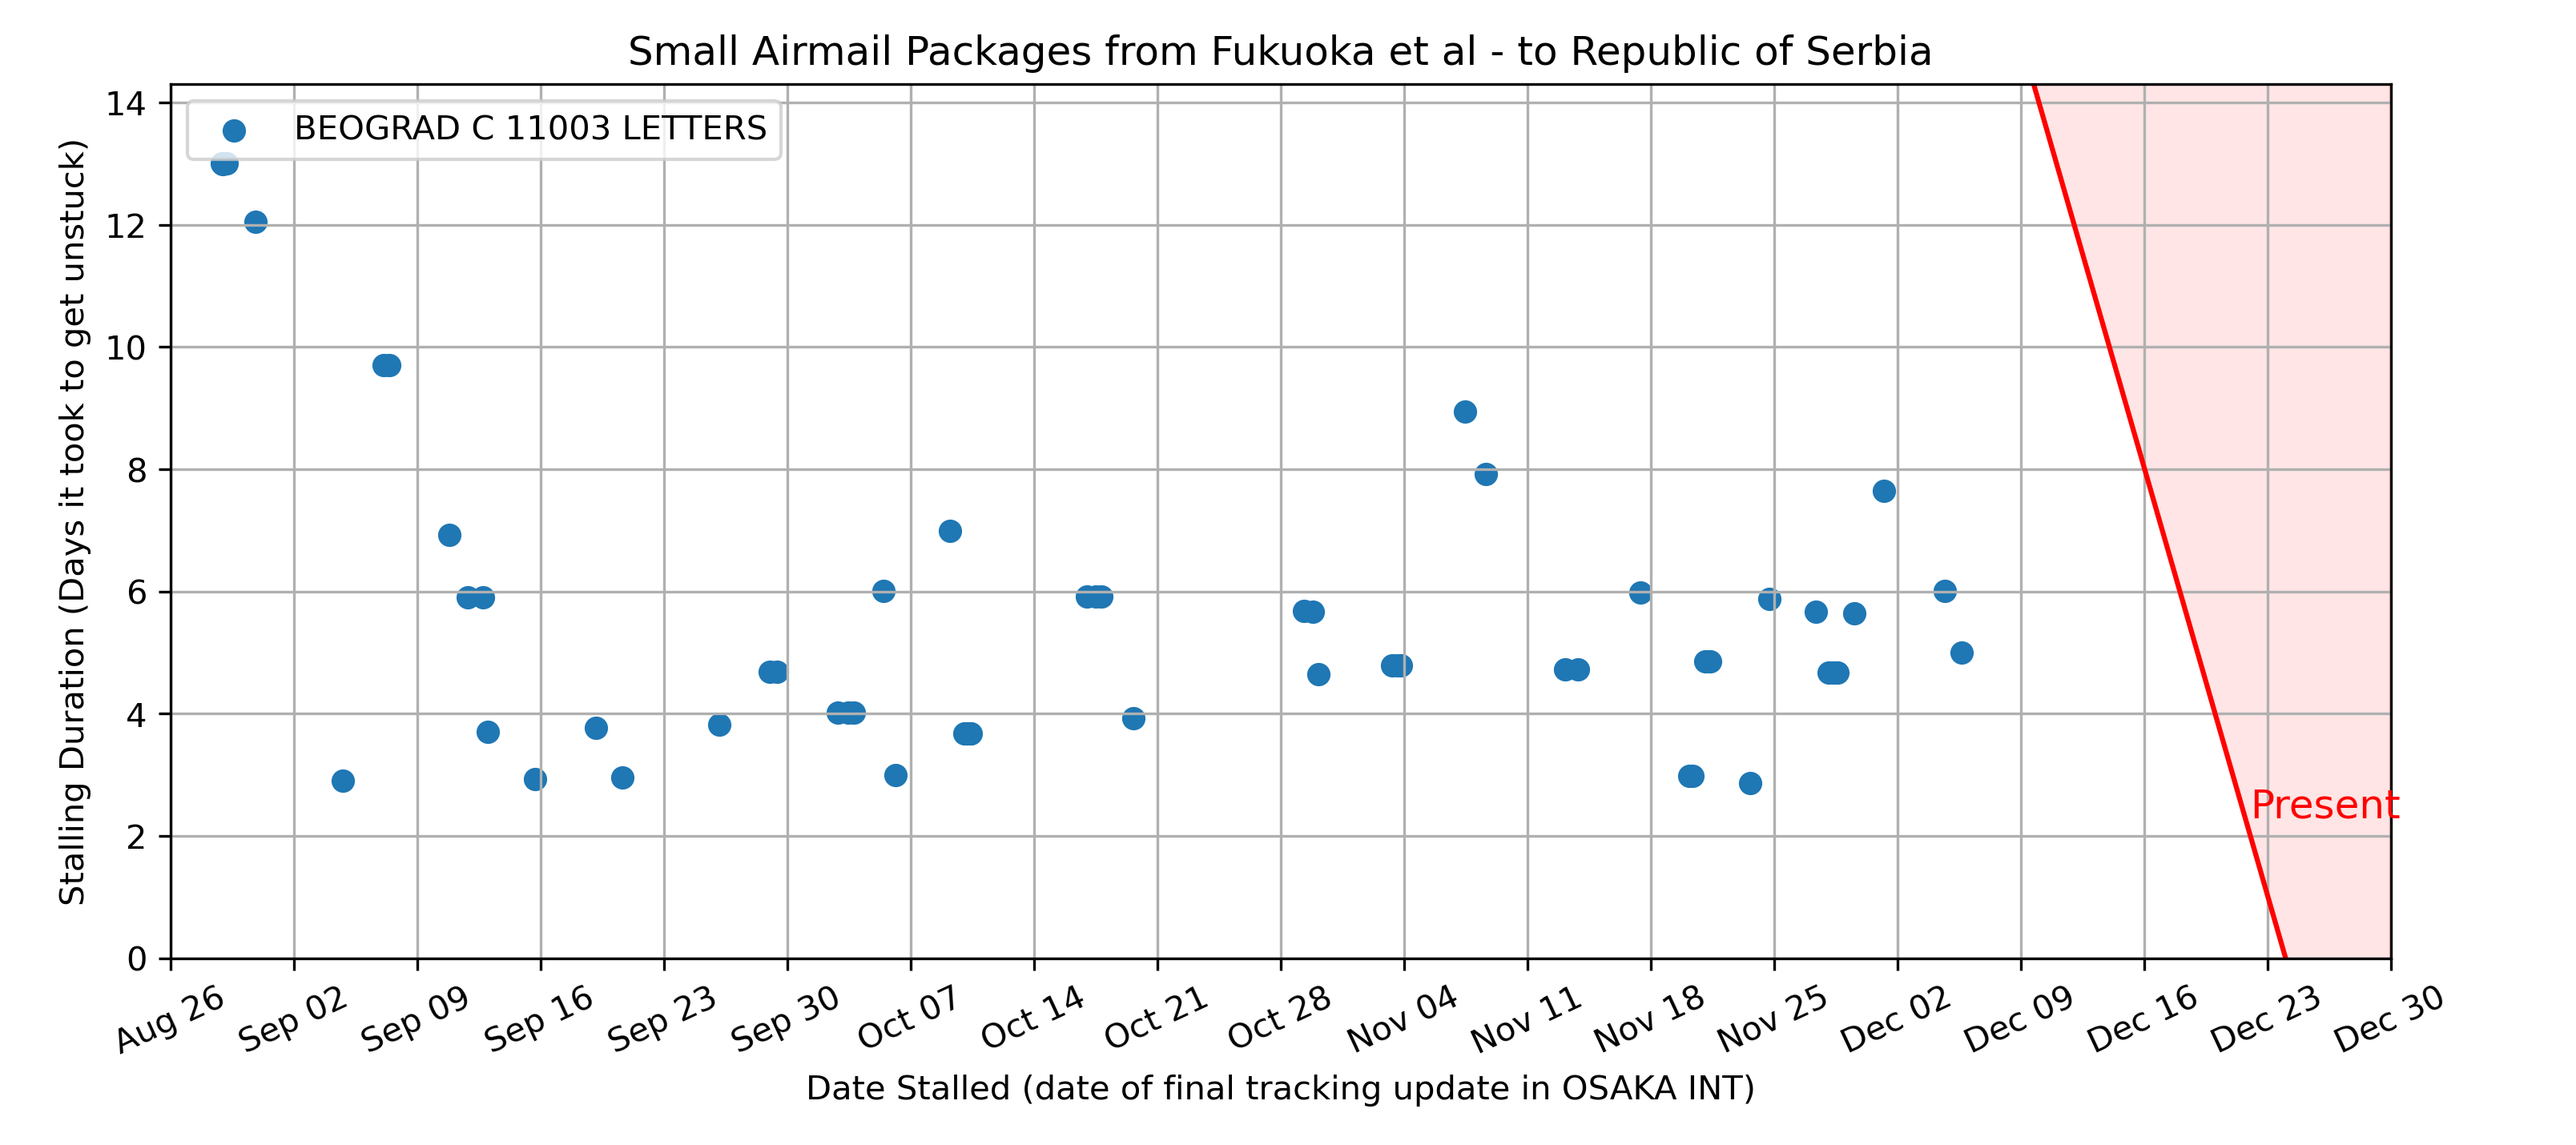 Small Airmail Packages from Fukuoka et al - to Republic of Serbia
BEOGRAD C 11003 LETTERS
Stalling Duration (Days it took to get unstuck)
14
12
10
8
6
4
2
0
Present
Aug 26
Sep 02
Sep 09
Sep 16
Sep 23
Sep 30
Oct 07
Oct 14
Oct 21
Oct 28
Nov 04
Nov 11
Nov 18
Nov 25
Dec 02
Dec 09
Dec 16
Dec 23
Dec 30
Date Stalled (date of final tracking update in OSAKA INT)